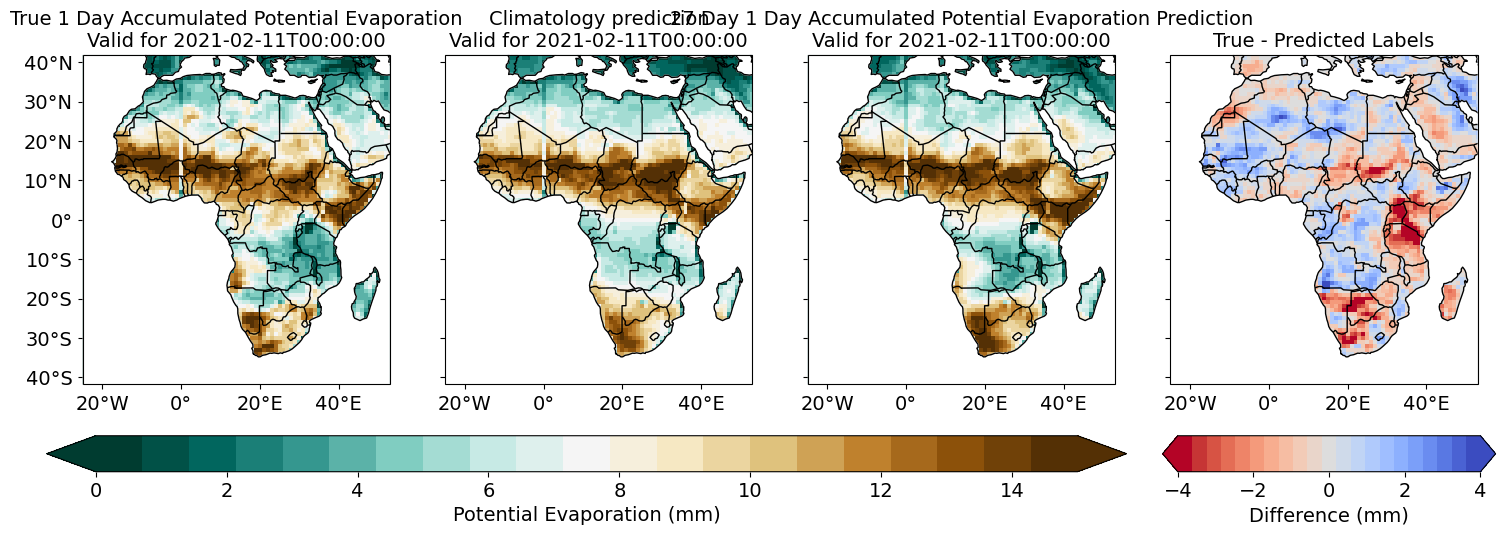 True 1 Day Accumulated Potential Evaporation
Valid for 2021-02-11T00:00:00
Climatology prediction
Valid for 2021-02-11T00:00:00
27 Day 1 Day Accumulated Potential Evaporation Prediction
Valid for 2021-02-11T00:00:00
True - Predicted Labels
40°N
30°N
20°N
10°N
0°
10°S
20°S
30°S
40°S
20°W 0° 20°E 40°E
20°W 0° 20°E 40°E
20°W 0° 20°E 40°E
20°W 0° 20°E 40°E
0 2 4 6 8 10 12 14
Potential Evaporation (mm)
−4 −2 0 2 4
Difference (mm)